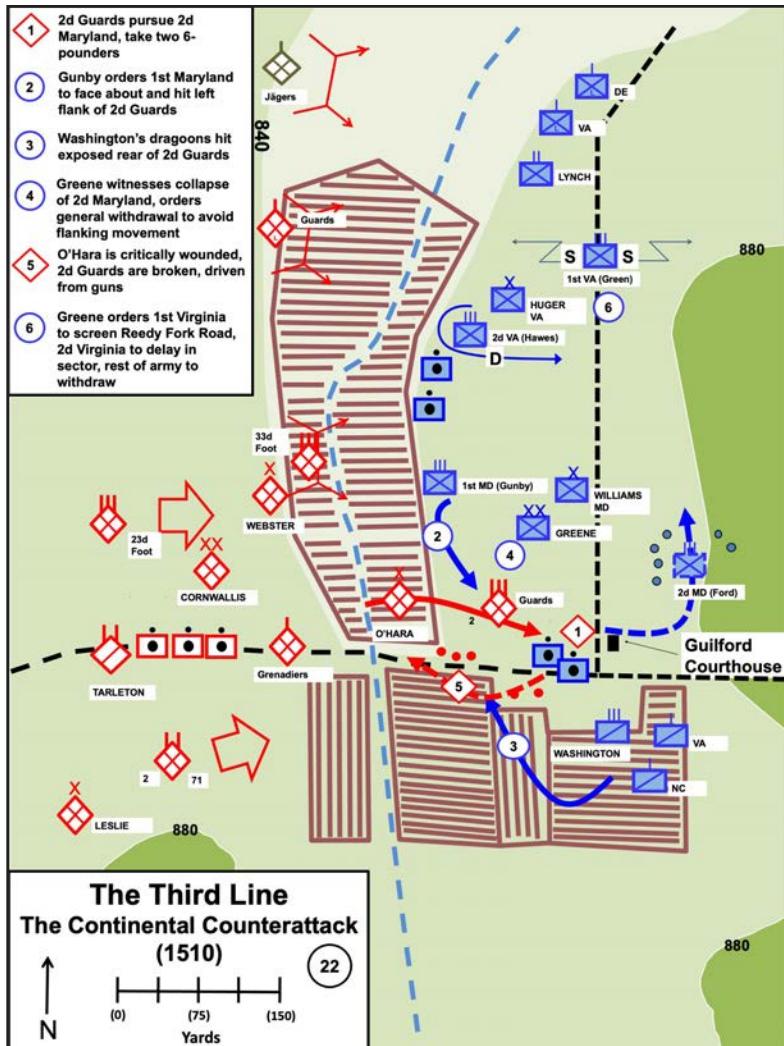 1
2d Guards pursue 2d
Maryland, take two 6-
pounders
2
Gunby orders 1st Maryland
to face about and hit left
flank of 2d Guards
3
Washington's dragoons hit
exposed rear of 2d Guards
4
Greene witnesses collapse
of 2d Maryland, orders
general withdrawal to avoid
flanking movement
5
O'Hara is critically wounded,
2d Guards are broken, driven
from guns
6
Greene orders 1st Virginia
to screen Reedy Fork Road,
2d Virginia to delay in
sector, rest of army to
withdraw
Jägers
840
L
Guards
DE
L
VA
LYNCH
880
S S
1st VA (Green)
6
HUGER
VA
2d VA (Hawes)
D
33d
Foot
X
WEBSTER
23d
Foot
XX
CORNWALLIS
1st MD (Gunby)
X
WILLIAMS
MD
XX
GREENE
2
4
2d MD (Ford)
X
O'HARA
Guards
2
1
Guilford
Courthouse
TARLETON
Grenadiers
5
3
WASHINGTON
VA
NC
2 71
X
LESLIE
880
880
The Third Line
The Continental Counterattack
(1510)
22
N
(0) (75) (150)
Yards